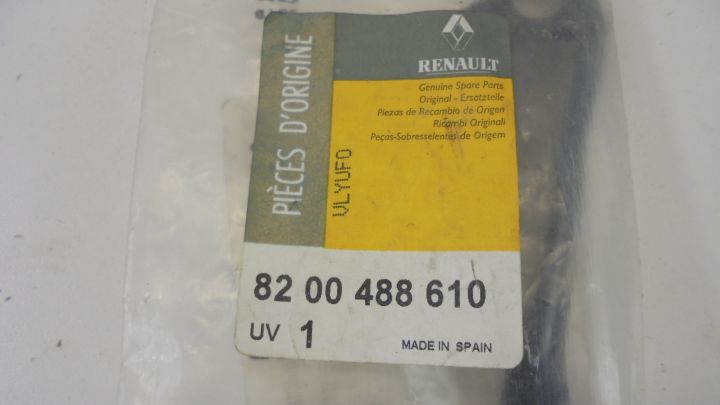 PIÈCES D'ORIGINE
RENAULT
Genuine Spare Parts
Original - Ersatzteile
Piezas de Recambio de Origen
Ricambi Originali
Peças-Sobresselentes de Origem
VLYUFO
82 00 488 610
UV 1
MADE IN SPAIN